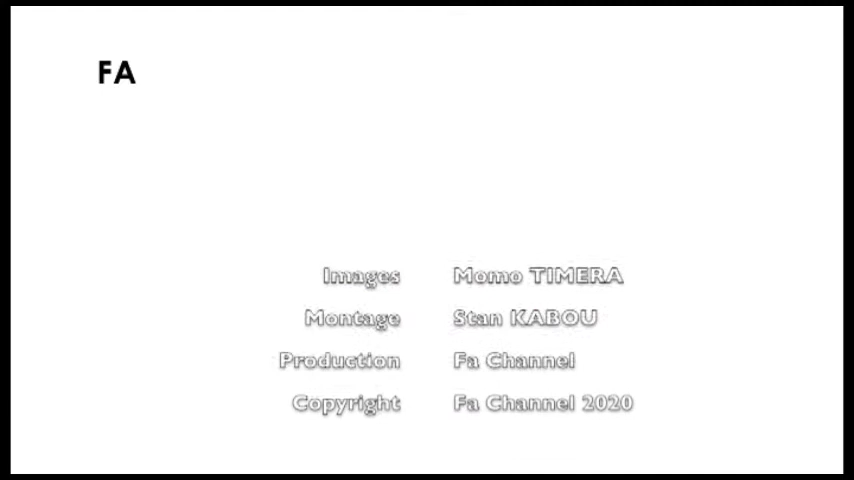 FA
Images Momo TIMERA
Montage Stan KABOU
Production Fa Channel
Copyright Fa Channel 2020